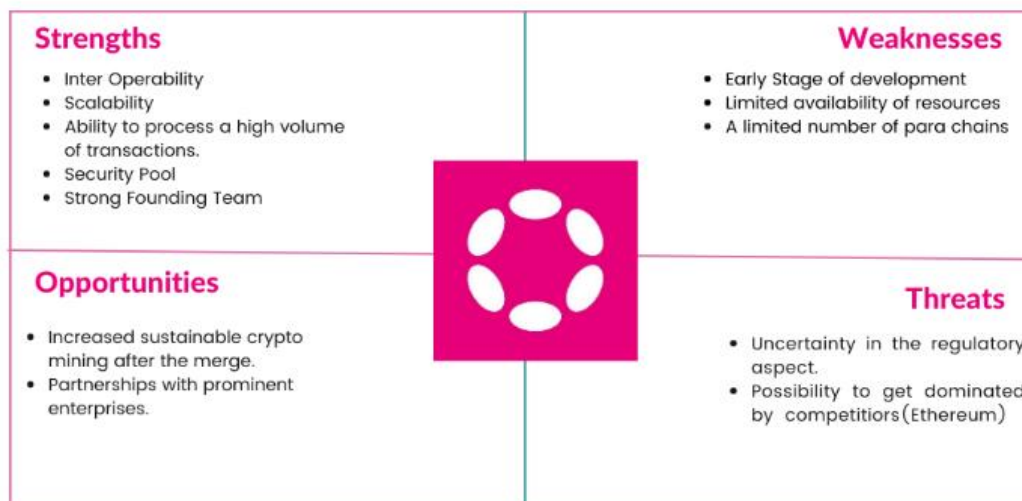 Strengths
• Inter Operability
• Scalability
• Ability to process a high volume
of transactions.
• Security Pool
• Strong Founding Team
Weaknesses
• Early Stage of development
• Limited availability of resources
• A limited number of para chains
Opportunities
• Increased sustainable crypto
mining after the merge.
• Partnerships with prominent
enterprises.
Threats
• Uncertainty in the regulatory
aspect.
• Possibility to get dominated
by competitiors(Ethereum)